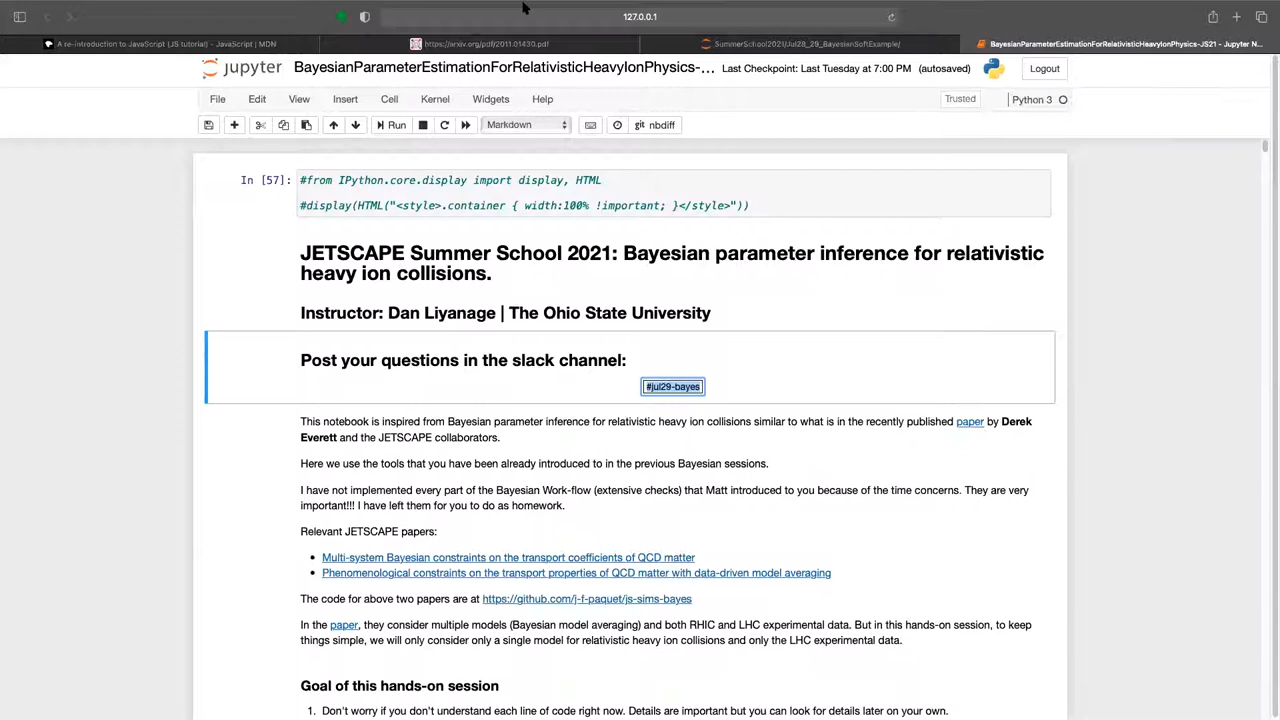 127.0.0.1
A re-introduction to JavaScript (JS tutorial) - JavaScript | MDN
https://arxiv.org/pdf/2011.01430.pdf
SummerSchool2021/Jul28_29_BayesianSoftExample/
BayesianParameterEstimationForRelativisticHeavyIonPhysics-JS21 - Jupyter N...
jupyter
BayesianParameterEstimationForRelativisticHeavyIonPhysics-...
Last Checkpoint: Last Tuesday at 7:00 PM (autosaved)
Logout
File Edit View Insert Cell Kernel Widgets Help
Trusted
Python 3
Run
Markdown
git nbdiff
In [57]:
#from IPython.core.display import display, HTML
#display(HTML("<style>.container { width:100% !important; }</style>"))
JETSCAPE Summer School 2021: Bayesian parameter inference for relativistic
heavy ion collisions.
Instructor: Dan Liyanage | The Ohio State University
Post your questions in the slack channel:
#jul29-bayes
This notebook is inspired from Bayesian parameter inference for relativistic heavy ion collisions similar to what is in the recently published paper by Derek
Everett and the JETSCAPE collaborators.
Here we use the tools that you have been already introduced to in the previous Bayesian sessions.
I have not implemented every part of the Bayesian Work-flow (extensive checks) that Matt introduced to you because of the time concerns. They are very
important!!! I have left them for you to do as homework.
Relevant JETSCAPE papers:
• Multi-system Bayesian constraints on the transport coefficients of QCD matter
• Phenomenological constraints on the transport properties of QCD matter with data-driven model averaging
The code for above two papers are at https://github.com/j-f-paquet/js-sims-bayes
In the paper, they consider multiple models (Bayesian model averaging) and both RHIC and LHC experimental data. But in this hands-on session, to keep
things simple, we will only consider only a single model for relativistic heavy ion collisions and only the LHC experimental data.
Goal of this hands-on session
1. Don't worry if you don't understand each line of code right now. Details are important but you can look for details later on your own.